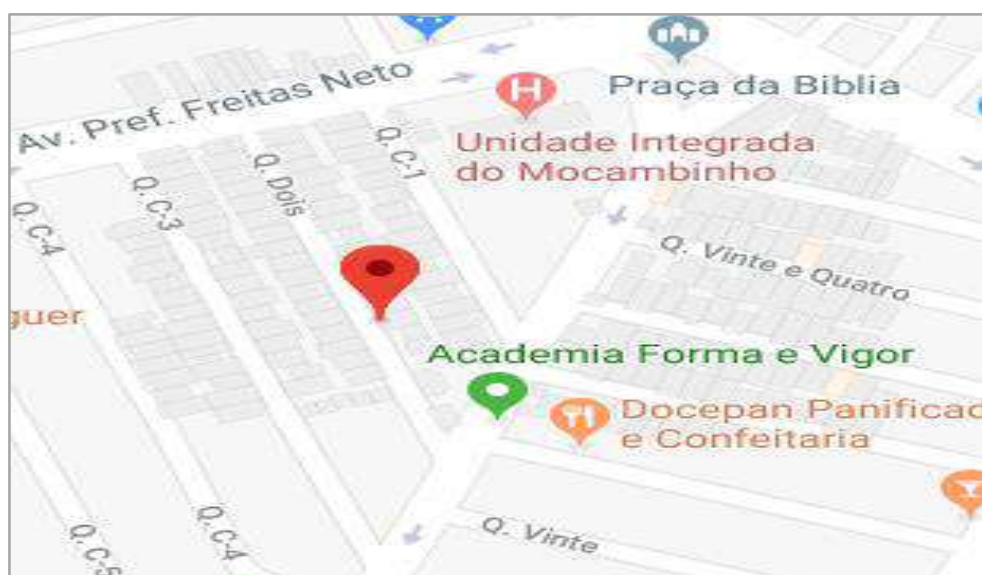 Av. Pref. Freitas Neto
Praça da Biblia
H
Unidade Integrada
do Mocambinho
Q. C-1
Q. Dois
Q. C-3
Q. C-4
Q. Vinte e Quatro
guer
Academia Forma e Vigor
Docepan Panificad
e Confeitaria
Q. C-4
Q. C-5
Q. Vinte